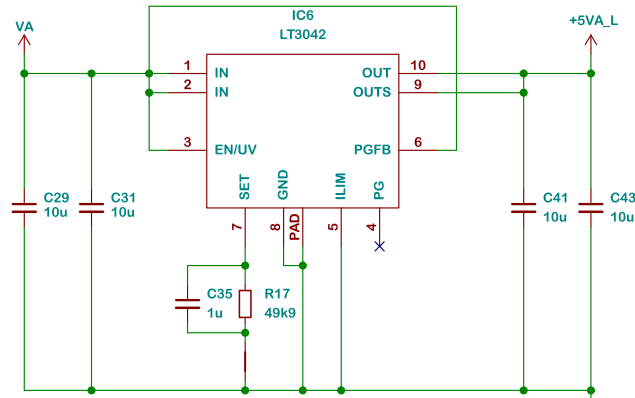 IC6
LT3042
VA
+5VA_L
1
IN
OUT
10
2
IN
OUTS
9
3
EN/UV
PGFB
6
SET
GND
ILIM
PG
7
8
PAD
5
4
C29
10u
C31
10u
C41
10u
C43
10u
C35
1u
R17
49k9